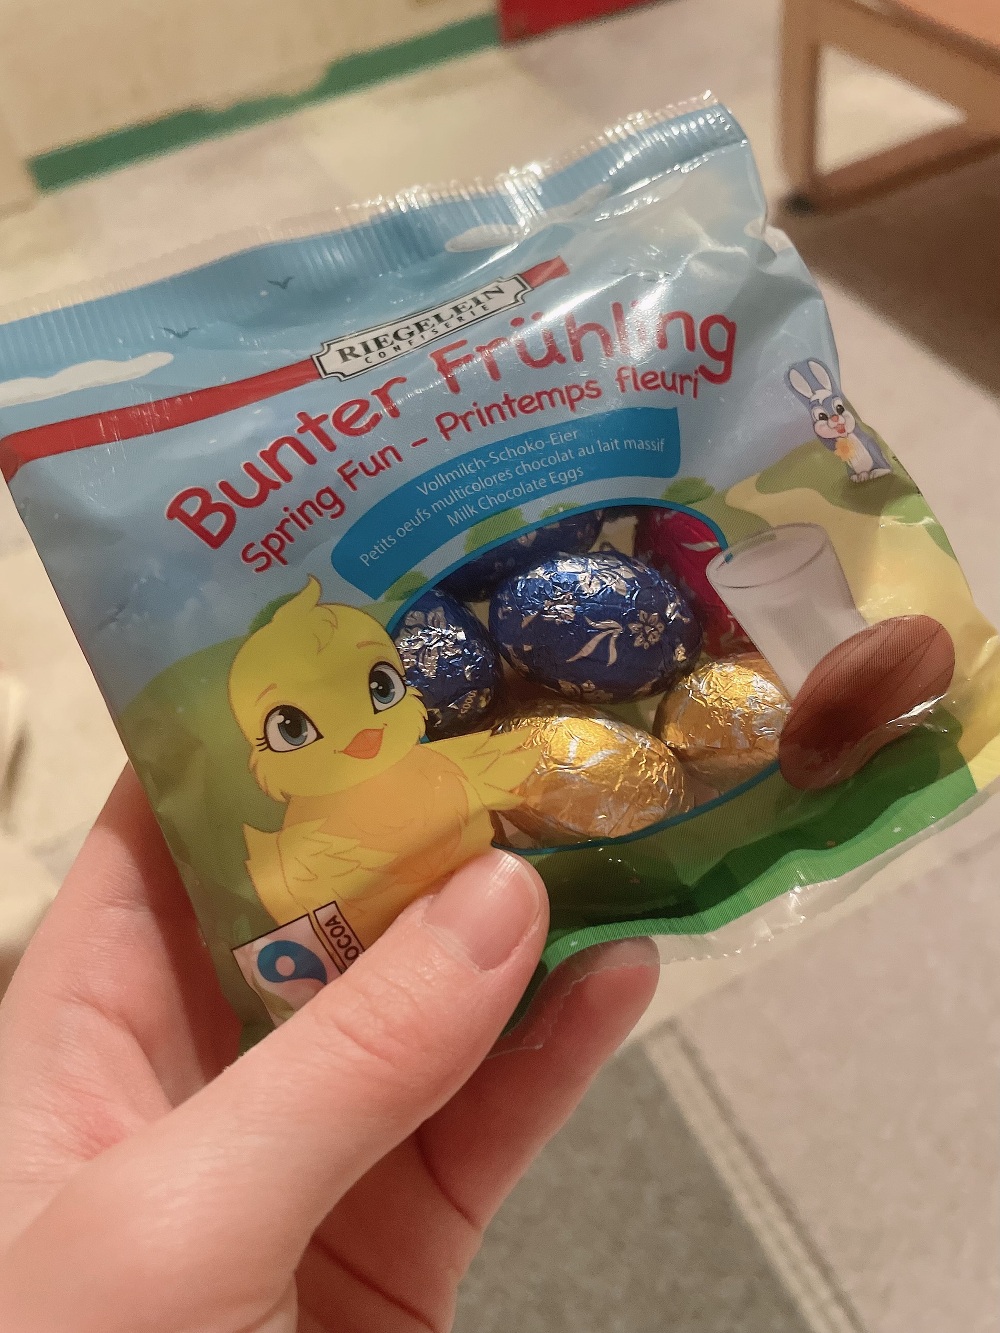 RIEGELEIN
CONFISERIE
Bunter Frühling
Spring Fun - Printemps fleuri
Vollmilch-Schoko-Eier
Petits oeufs multicolores chocolat au lait massif
Milk Chocolate Eggs
COCOA